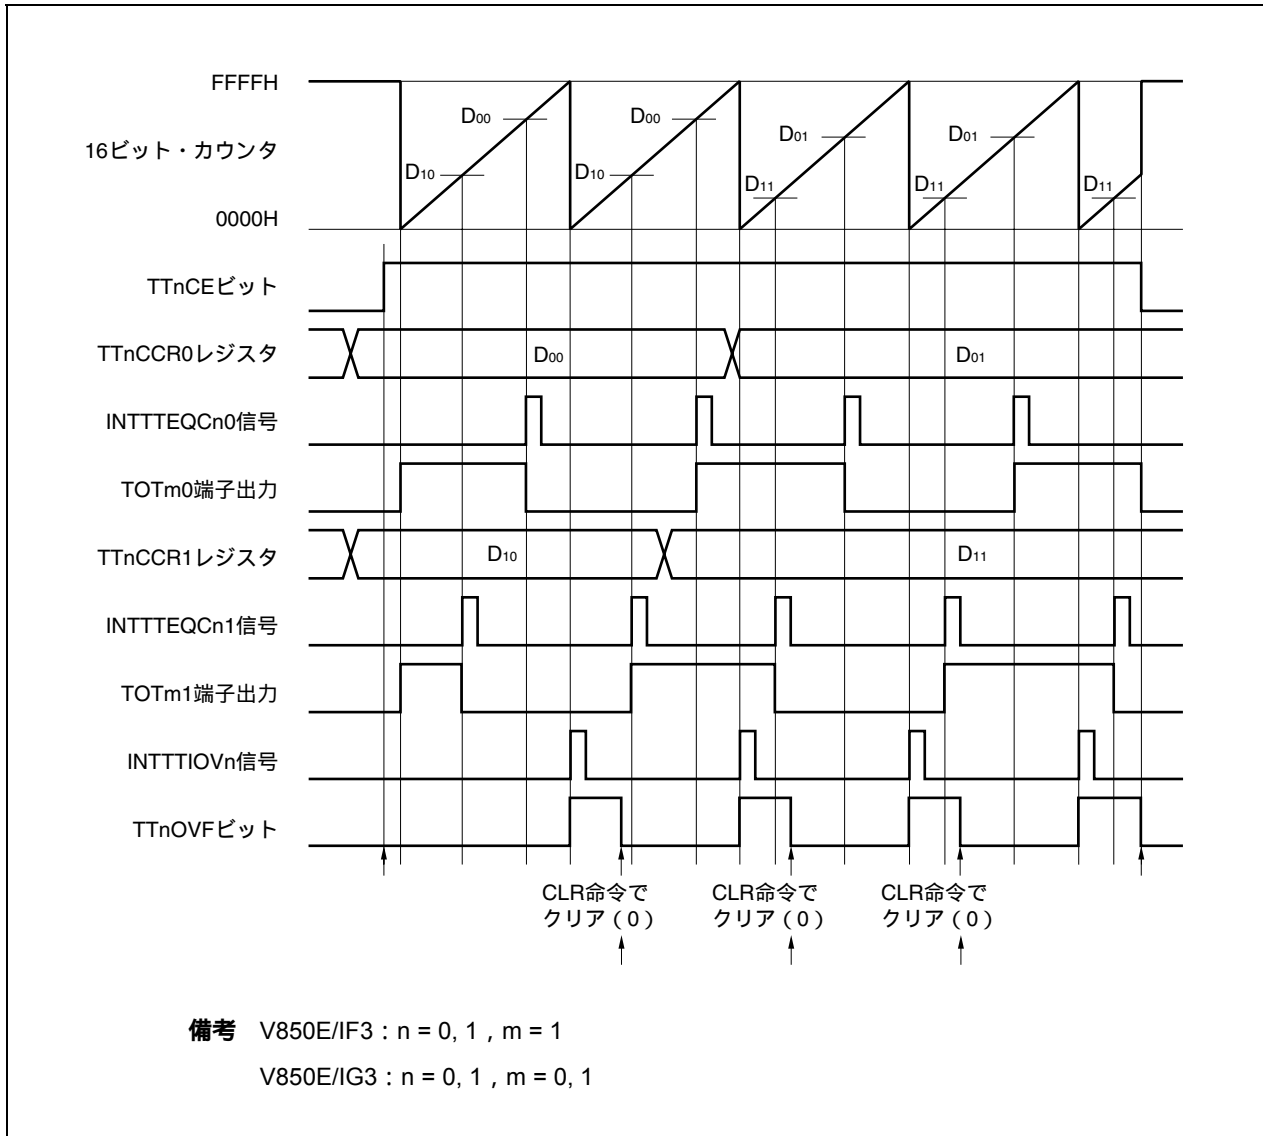 FFFFH
D00 D00 D01 D01
16ビット・カウンタ
D10 D10 D11 D11 D11
0000H
TTnCEビット
TTnCCR0レジスタ D00 D01
INTTTEQCn0信号
TOTm0端子出力
TTnCCR1レジスタ D10 D11
INTTTEQCn1信号
TOTm1端子出力
INTTTIOVn信号
TTnOVFビット
CLR命令で CLR命令で CLR命令で
クリア（0） クリア（0） クリア（0）
備考 V850E/IF3：n = 0, 1，m = 1
V850E/IG3：n = 0, 1，m = 0, 1